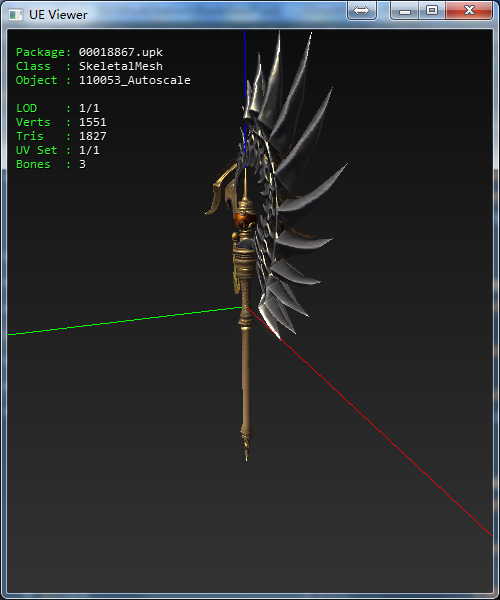 UE Viewer
Package: 00018867.upk
Class : SkeletalMesh
Object : 110053_Autoscale
LOD : 1/1
Verts : 1551
Tris : 1827
UV Set : 1/1
Bones : 3